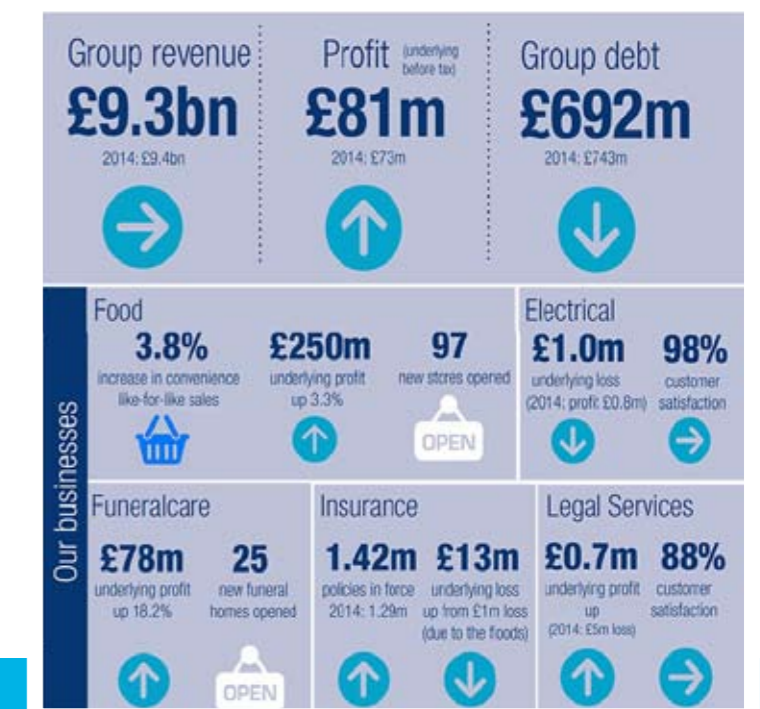 Group revenue
£9.3bn
2014: £9.4bn
Profit (underlying
before tax)
£81m
2014: £73m
Group debt
£692m
2014: £743m
Our businesses
Food
3.8%
increase in convenience
like-for-like sales
£250m
underlying profit
up 3.3%
97
new stores opened
OPEN
Electrical
£1.0m
underlying loss
(2014: profit £0.8m)
98%
customer
satisfaction
Funeralcare
£78m
underlying profit
up 18.2%
25
new funeral
homes opened
OPEN
Insurance
1.42m
policies in force
2014: 1.29m
£13m
underlying loss
up from £1m loss
(due to the foods)
Legal Services
£0.7m
underlying profit
up
(2014: £5m loss)
88%
customer
satisfaction